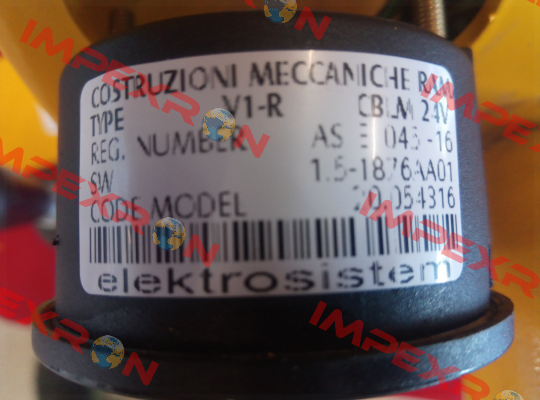 IMPEXRON
IMPEXRON
COSTRUZIONI MECCANICHE
TYPE V1-R 24V
REG. NUMBER
SW 1.5-1876AA01
CODE MODEL 20.054316
elektrosistem
IMPEXRON
IMPEXRON
IMPEXRON